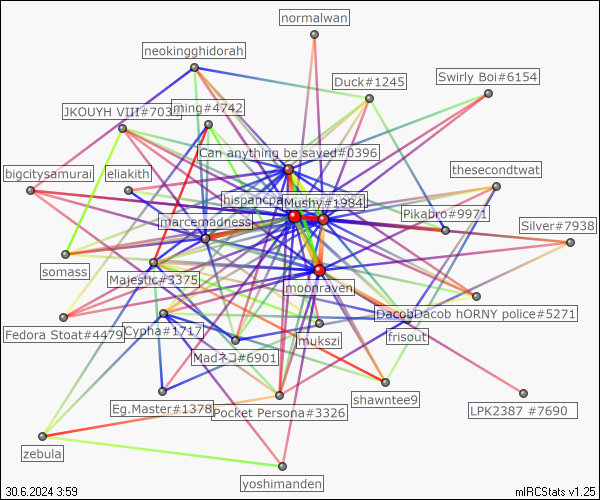 normalwan
neokingghidorah
Swirly Boi#6154
Duck#1245
JKOUYH VIII#703
ming#4742
Can anything be saved#0396
bigcitysamurai
eliakith
thesecondtwat
hispancpa
Mushy#1984
Pikabro#9971
marcemadness
Silver#7938
somass
Majestic#3375
moonraven
DacobDacob hORNY police#5271
Fedora Stoat#4479
Cypha#1717
mukszi
frisout
Madネコ#6901
shawntee9
Eg.Master#1378
Pocket Persona#3326
LPK2387 #7690
zebula
yoshimanden
30.6.2024 3:59
mIRCStats v1.25